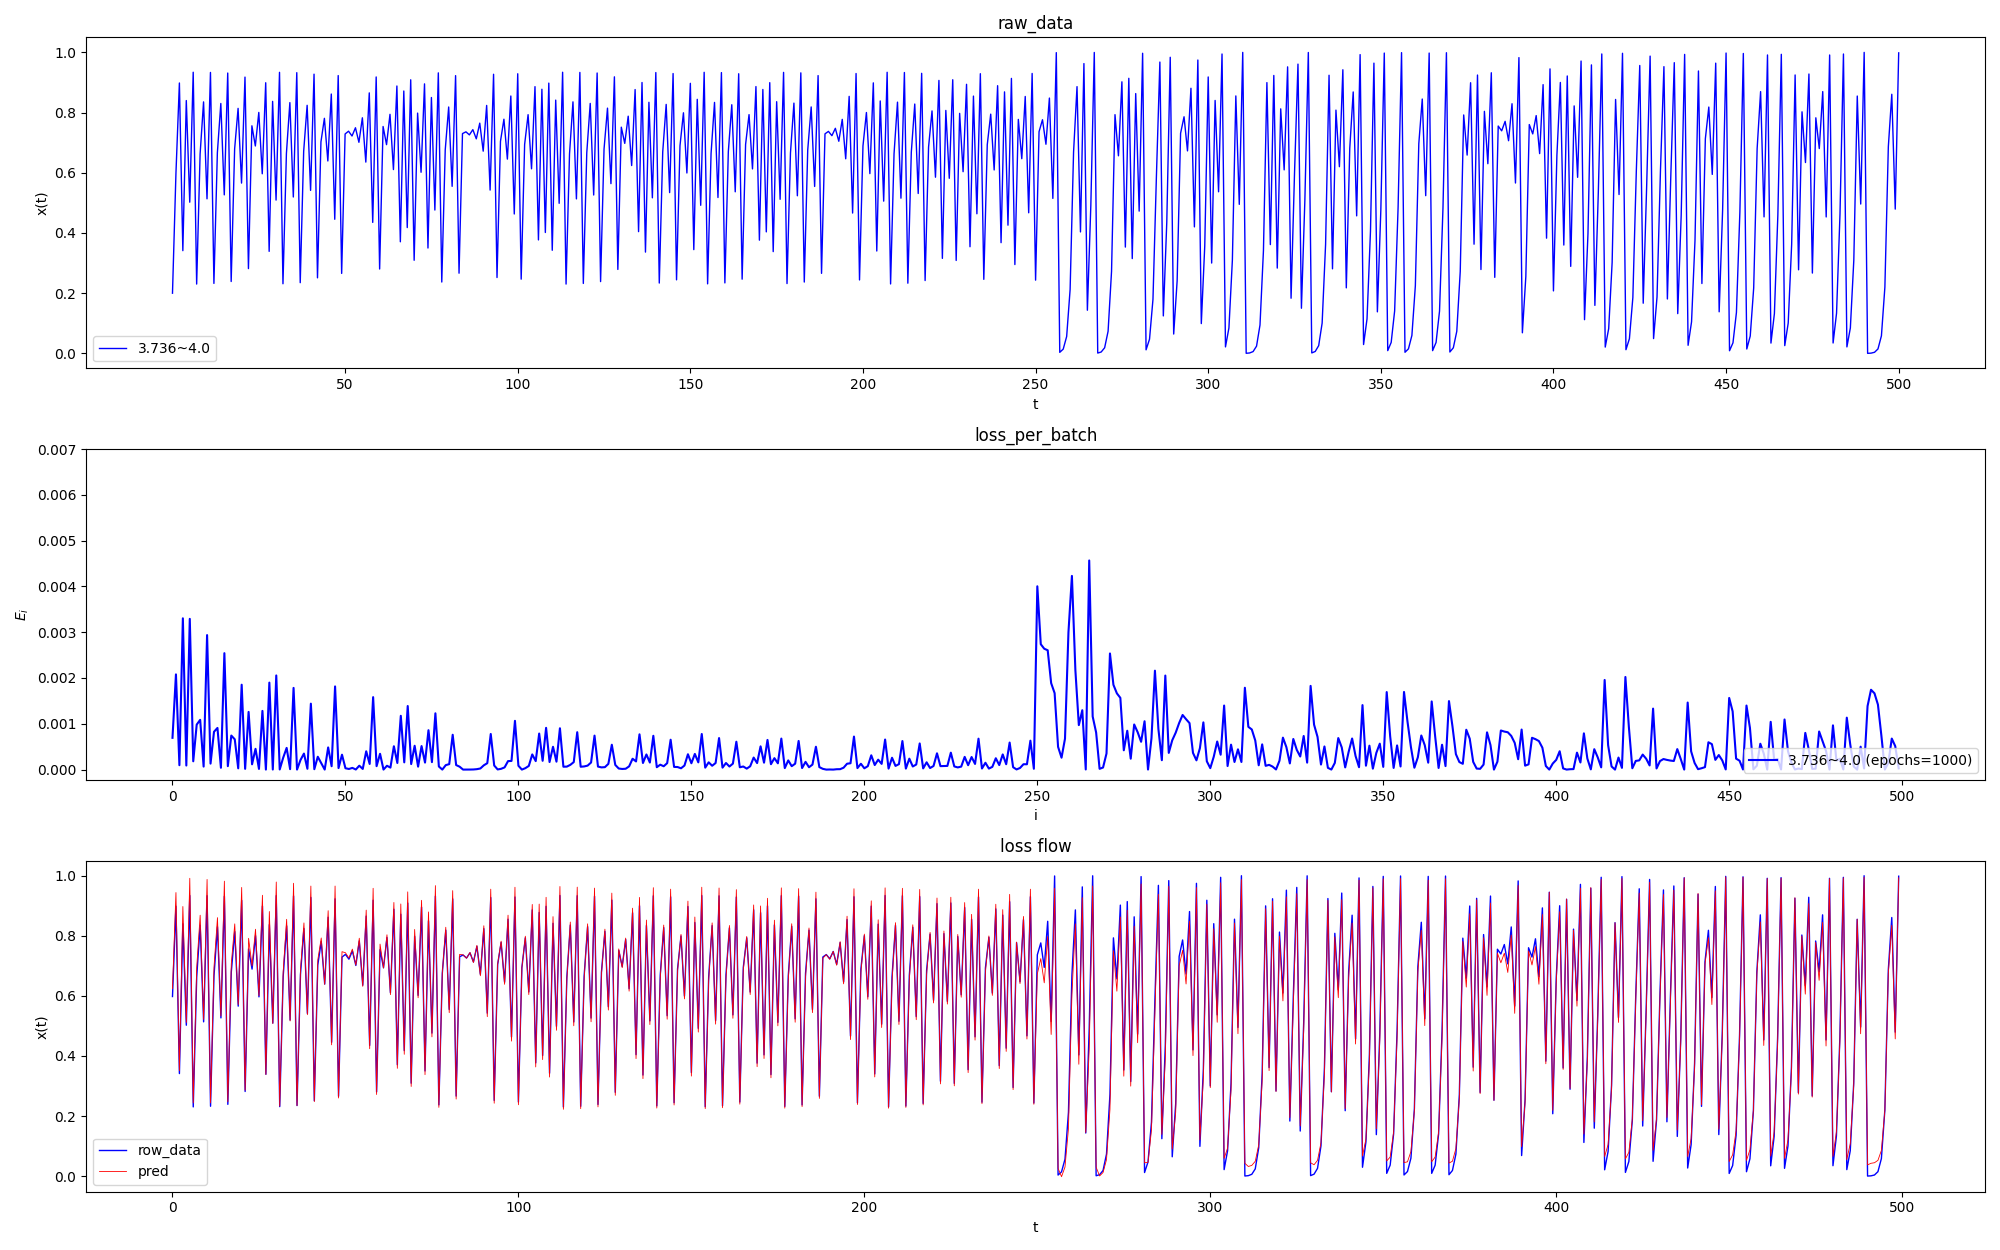 raw_data
1.0
0.8
0.6
0.4
0.2
0.0
x(t)
3.736~4.0
50 100 150 200 250 300 350 400 450 500
t
loss_per_batch
0.007
0.006
0.005
0.004
0.003
0.002
0.001
0.000
E_i
3.736~4.0 (epochs=1000)
0 50 100 150 200 250 300 350 400 450 500
i
loss flow
1.0
0.8
0.6
0.4
0.2
0.0
x(t)
row_data
pred
0 100 200 300 400 500
t